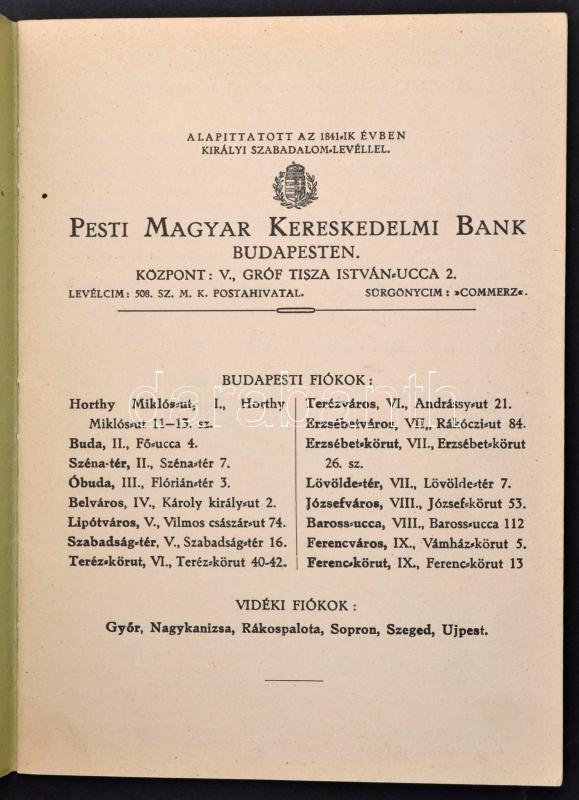 ALAPITTATOTT AZ 1841-IK ÉVBEN
KIRÁLYI SZABADALOM-LEVÉLLEL.
PESTI MAGYAR KERESKEDELMI BANK
BUDAPESTEN.
KÖZPONT: V., GRÓF TISZA ISTVÁN-UCCA 2.
LEVÉLCIM: 508. SZ. M. K. POSTAHIVATAL. SÜRGÖNYCIM: »COMMERZ«.
BUDAPESTI FIÓKOK:
Horthy Miklós-ut, I., Horthy
Miklós-ut 11-13. sz.
Buda, II., Fő-ucca 4.
Széna-tér, II., Széna-tér 7.
Óbuda, III., Flórián-tér 3.
Belváros, IV., Károly király-ut 2.
Lipótváros, V., Vilmos császár-ut 74.
Szabadság-tér, V., Szabadság-tér 16.
Teréz-körut, VI., Teréz-körut 40-42.
Terézváros, VI., Andrássy-ut 21.
Erzsébetváros, VII., Rákóczi-ut 84.
Erzsébet-körut, VII., Erzsébet-körut
26. sz.
Lövölde-tér, VII., Lövölde-tér 7.
Józsefváros, VIII., József-körut 53.
Baross-ucca, VIII., Baross-ucca 112
Ferencváros, IX., Vámház-körut 5.
Ferenc-körut, IX., Ferenc-körut 13
darabanth
VIDÉKI FIÓKOK:
Győr, Nagykanizsa, Rákospalota, Sopron, Szeged, Ujpest.